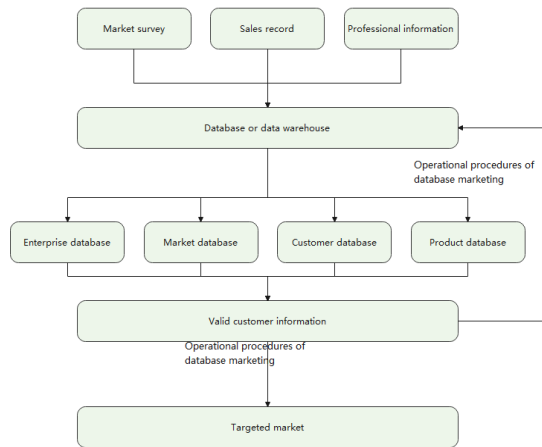 Market survey
Sales record
Professional information
Database or data warehouse
Operational procedures of
database marketing
Enterprise database
Market database
Customer database
Product database
Valid customer information
Operational procedures of
database marketing
Targeted market